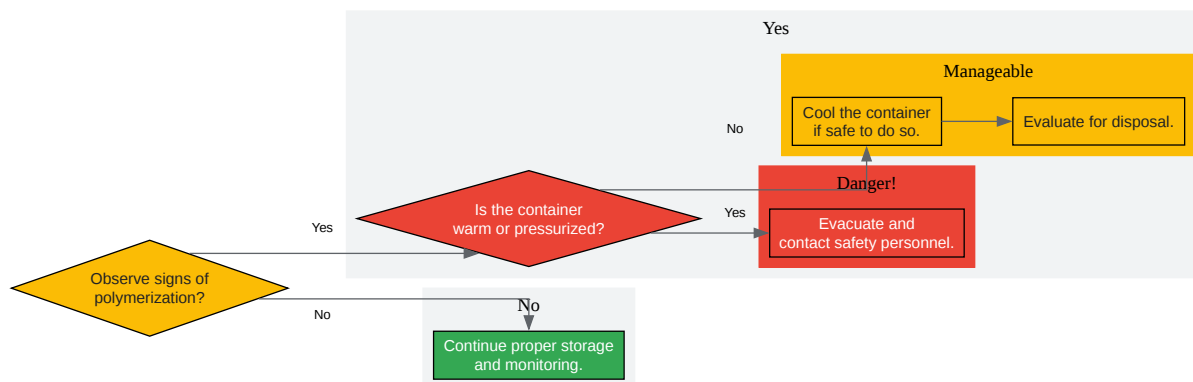 Yes
Manageable
Cool the container
if safe to do so.
Evaluate for disposal.
No
Danger!
Is the container
warm or pressurized?
Yes
Evacuate and
contact safety personnel.
Yes
Observe signs of
polymerization?
No
No
Continue proper storage
and monitoring.